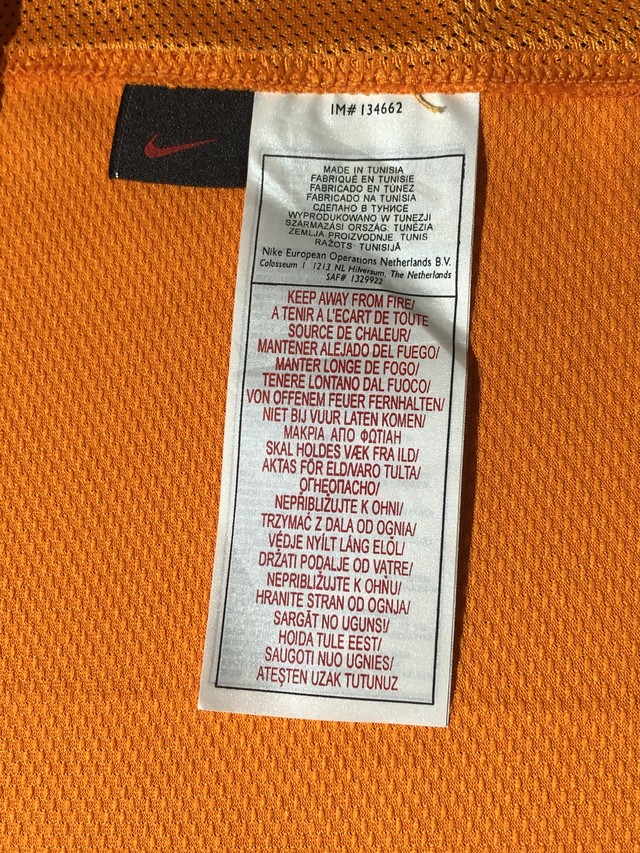 IM# 134662
MADE IN TUNISIA
FABRIQUÉ EN TUNISIE
FABRICADO EN TÚNEZ
FABRICADO NA TUNÍSIA
СДЕЛАНО В ТУНИСЕ
WYPRODUKOWANO W TUNEZJI
SZÁRMAZÁSI ORSZÁG: TUNÉZIA
ZEMLJA PROIZVODNJE: TUNIS
RAŽOTS: TUNISIJĀ
Nike European Operations Netherlands B.V.
Colosseum 1 1213 NL Hilversum, The Netherlands
SAF# 1329922
KEEP AWAY FROM FIRE/
A TENIR A L'ECART DE TOUTE
SOURCE DE CHALEUR/
MANTENER ALEJADO DEL FUEGO/
MANTER LONGE DE FOGO/
TENERE LONTANO DAL FUOCO/
VON OFFENEM FEUER FERNHALTEN/
NIET BIJ VUUR LATEN KOMEN/
ΜΑΚΡΙΑ ΑΠΟ ΦΩΤΙΑΗ
SKAL HOLDES VÆK FRA ILD/
AKTAS FÖR ELD/VARO TULTA/
ОГНЕОПАСНО/
NEPŘIBLIŽUJTE K OHNI/
TRZYMAĆ Z DALA OD OGNIA/
VÉDJE NYÍLT LÁNG ELŐL/
DRŽATI PODALJE OD VATRE/
NEPRIBLIŽUJTE K OHŇU/
HRANITE STRAN OD OGNJA/
SARGĀT NO UGUNS!/
HOIDA TULE EEST/
SAUGOTI NUO UGNIES/
ATEŞTEN UZAK TUTUNUZ